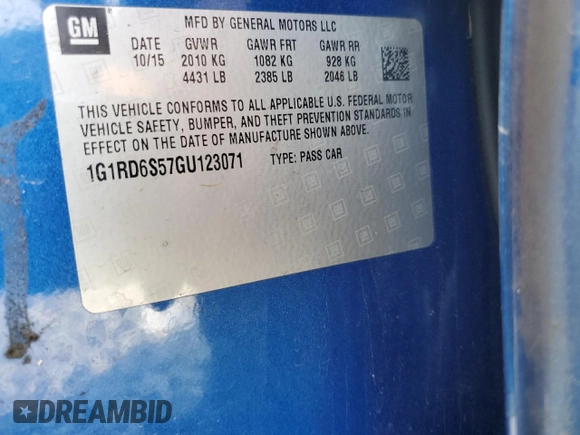 GM
MFD BY GENERAL MOTORS LLC
DATE GVWR GAWR FRT GAWR RR
10/15 2010 KG 1082 KG 928 KG
4431 LB 2385 LB 2046 LB
THIS VEHICLE CONFORMS TO ALL APPLICABLE U.S. FEDERAL MOTOR
VEHICLE SAFETY, BUMPER, AND THEFT PREVENTION STANDARDS IN
EFFECT ON THE DATE OF MANUFACTURE SHOWN ABOVE.
1G1RD6S57GU123071 TYPE: PASS CAR
DREAMBID